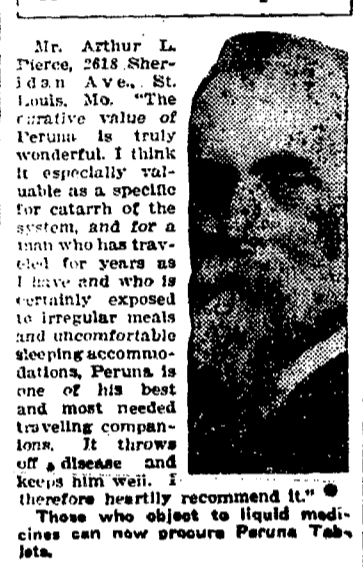 Mr. Arthur L.
Pierce, 2618 Sher-
idan Ave., St.
Louis, Mo. "The
curative value of
Peruna is truly
wonderful. I think
it especially val-
uable as a specific
for catarrh of the
system, and for a
man who has trav-
eled for years as
I have and who is
certainly exposed
to irregular meals
and uncomfortable
sleeping accommo-
dations, Peruna is
one of his best
and most needed
traveling compan-
ions. It throws
off a disease and
keeps him well. I
therefore heartily recommend it."
Those who object to liquid medi-
cines can now procure Peruna Tab-
lets.